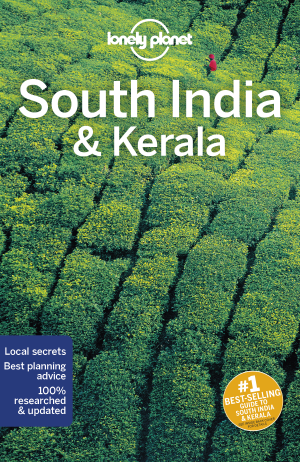 lonely planet
South India
& Kerala
Local secrets
Best planning
advice
100%
researched
& updated
#1
BEST-SELLING
GUIDE TO
SOUTH INDIA
& KERALA